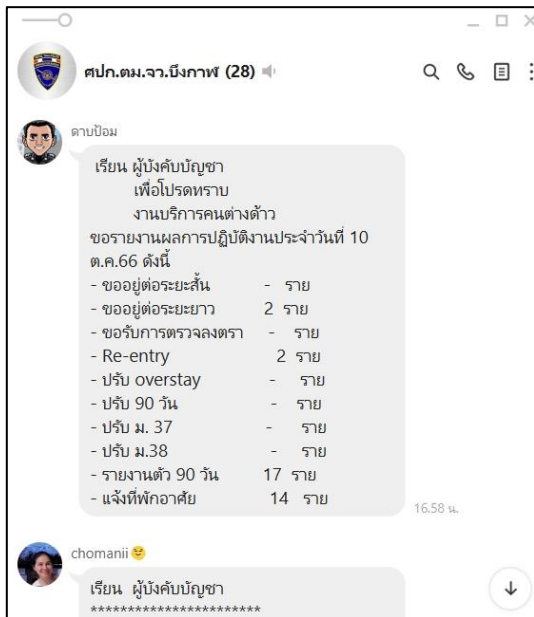 ศปก.ตม.จว.บึงกาฬ (28)
ดาบป้อม
เรียน ผู้บังคับบัญชา
เพื่อโปรดทราบ
งานบริการคนต่างด้าว
ขอรายงานผลการปฏิบัติงานประจำวันที่ 10
ต.ค.66 ดังนี้
- ขออยู่ต่อระยะสั้น - ราย
- ขออยู่ต่อระยะยาว 2 ราย
- ขอรับการตรวจลงตรา - ราย
- Re-entry 2 ราย
- ปรับ overstay - ราย
- ปรับ 90 วัน - ราย
- ปรับ ม. 37 - ราย
- ปรับ ม.38 - ราย
- รายงานตัว 90 วัน 17 ราย
- แจ้งที่พักอาศัย 14 ราย
16.58 น.
chomanii
เรียน ผู้บังคับบัญชา
***********************